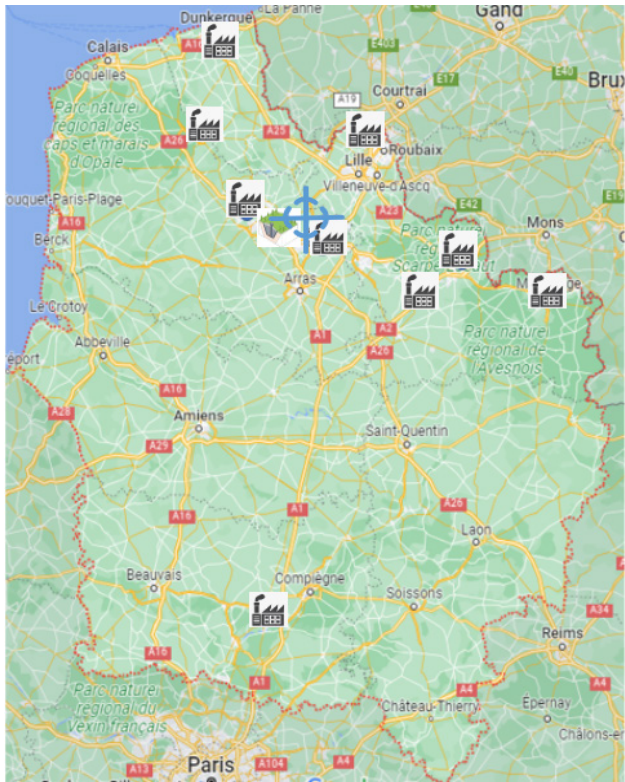 Dunkerque
La Panne
Gand
Calais
E403
Coquelles
E17
E40
Courtrai
A19
Parc naturel
régional des
caps et marais
d'Opale
A26
A25
Roubaix
Lille
Villeneuve-d'Ascq
ouquet-Paris-Plage
A16
A23
E42
E19
Berck
Parc
Mons
Scarpe
Arras
Le Crotoy
A1
A2
Parc naturel
régional de
l'Avesnois
Abbeville
A26
A16
A28
Amiens
Saint-Quentin
A29
A16
A1
A26
Laon
Beauvais
Compiègne
Soissons
A34
Reims
A16
A1
A4
A4
Parc naturel
régional du
Vexin français
Château-Thierry
Épernay
Châlons-e
Paris
A13
A104
A4